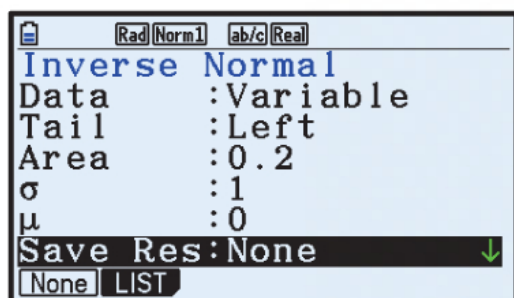 Rad Norm1 ab/c Real
Inverse Normal
Data :Variable
Tail :Left
Area :0.2
σ :1
μ :0
Save Res:None ↓
None LIST